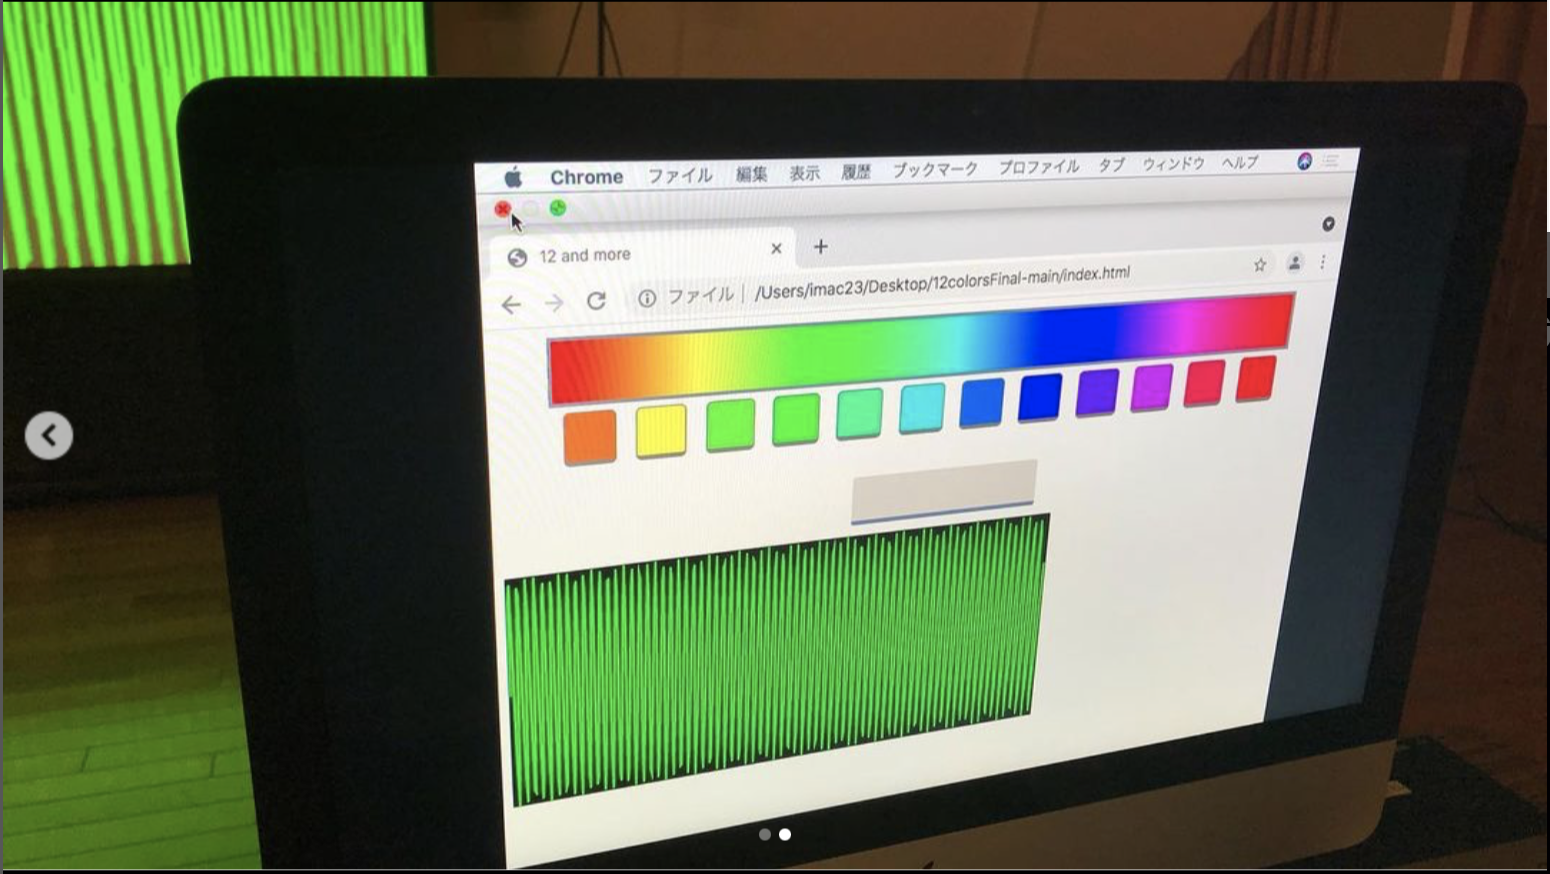 Chrome ファイル 編集 表示 履歴 ブックマーク プロファイル タブ ウィンドウ ヘルプ
12 and more
ファイル | /Users/imac23/Desktop/12colorsFinal-main/index.html